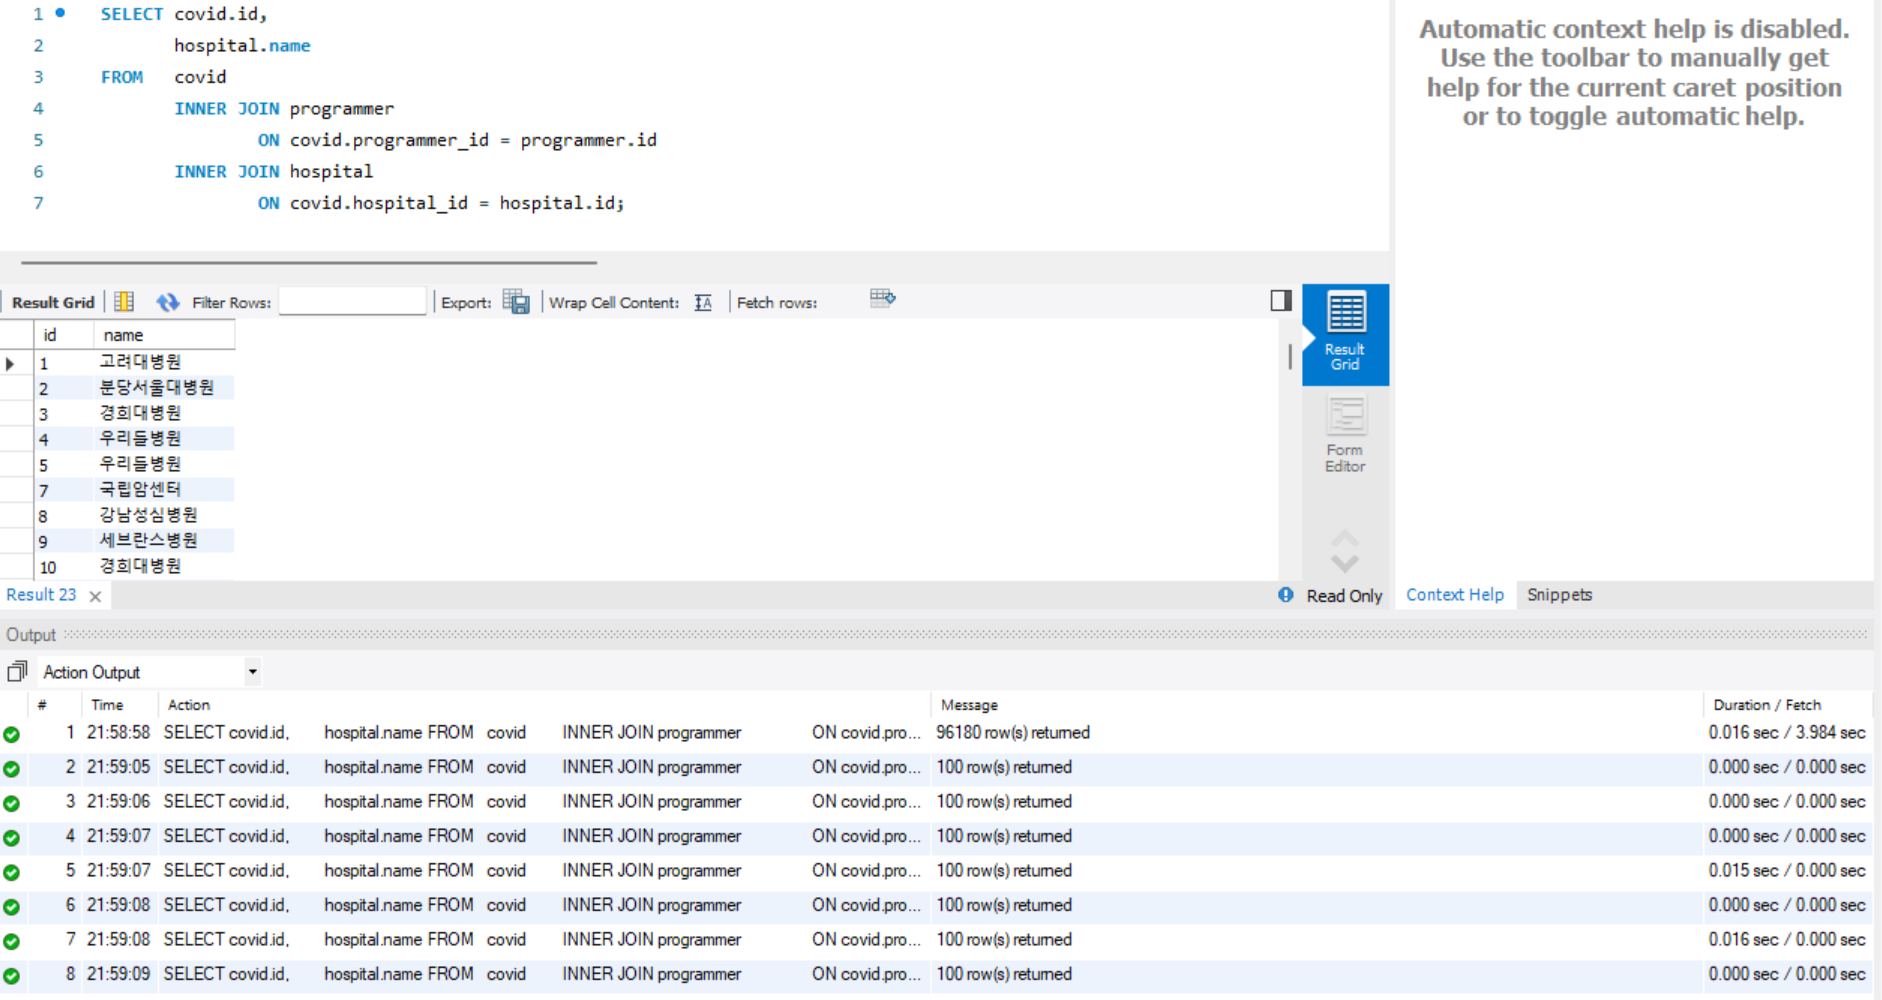 1 SELECT covid.id,
2 hospital.name
3 FROM covid
4 INNER JOIN programmer
5 ON covid.programmer_id = programmer.id
6 INNER JOIN hospital
7 ON covid.hospital_id = hospital.id;
Automatic context help is disabled.
Use the toolbar to manually get
help for the current caret position
or to toggle automatic help.
Result Grid Filter Rows: Export: Wrap Cell Content: IA Fetch rows:
id name
1 고려대병원
2 분당서울대병원
3 경희대병원
4 우리들병원
5 우리들병원
7 국립암센터
8 강남성심병원
9 세브란스병원
10 경희대병원
Result
Grid
Form
Editor
Result 23 Read Only Context Help Snippets
Output
Action Output
# Time Action Message Duration / Fetch
1 21:58:58 SELECT covid.id, hospital.name FROM covid INNER JOIN programmer ON covid.pro... 96180 row(s) returned 0.016 sec / 3.984 sec
2 21:59:05 SELECT covid.id, hospital.name FROM covid INNER JOIN programmer ON covid.pro... 100 row(s) returned 0.000 sec / 0.000 sec
3 21:59:06 SELECT covid.id, hospital.name FROM covid INNER JOIN programmer ON covid.pro... 100 row(s) returned 0.000 sec / 0.000 sec
4 21:59:07 SELECT covid.id, hospital.name FROM covid INNER JOIN programmer ON covid.pro... 100 row(s) returned 0.000 sec / 0.000 sec
5 21:59:07 SELECT covid.id, hospital.name FROM covid INNER JOIN programmer ON covid.pro... 100 row(s) returned 0.015 sec / 0.000 sec
6 21:59:08 SELECT covid.id, hospital.name FROM covid INNER JOIN programmer ON covid.pro... 100 row(s) returned 0.000 sec / 0.000 sec
7 21:59:08 SELECT covid.id, hospital.name FROM covid INNER JOIN programmer ON covid.pro... 100 row(s) returned 0.016 sec / 0.000 sec
8 21:59:09 SELECT covid.id, hospital.name FROM covid INNER JOIN programmer ON covid.pro... 100 row(s) returned 0.000 sec / 0.000 sec